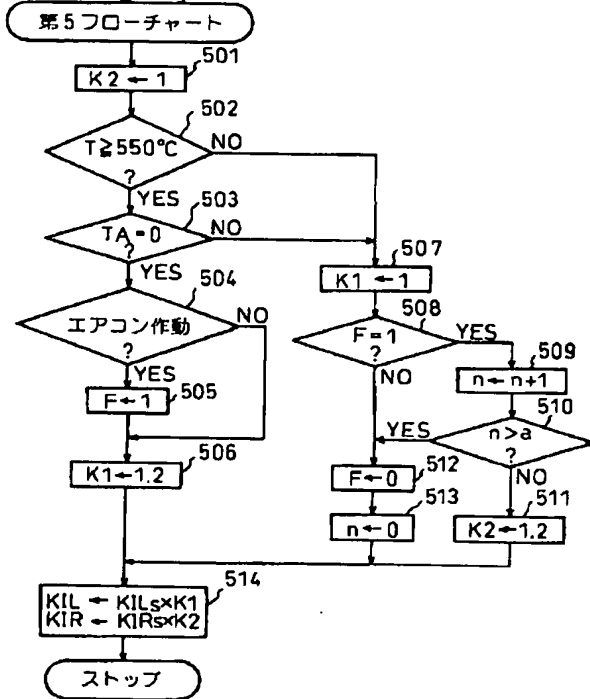 第5フローチャート
501
K2 ← 1
502
T≧550℃
?
NO
YES
503
TA=0
?
NO
YES
504
エアコン作動
?
NO
YES
F←1
505
K1←1.2
506
507
K1 ← 1
508
F=1
?
YES
NO
509
n ← n+1
510
n>a
?
YES
NO
F←0
512
n←0
513
511
K2←1.2
514
KIL ← KILs×K1
KIR ← KIRs×K2
ストップ